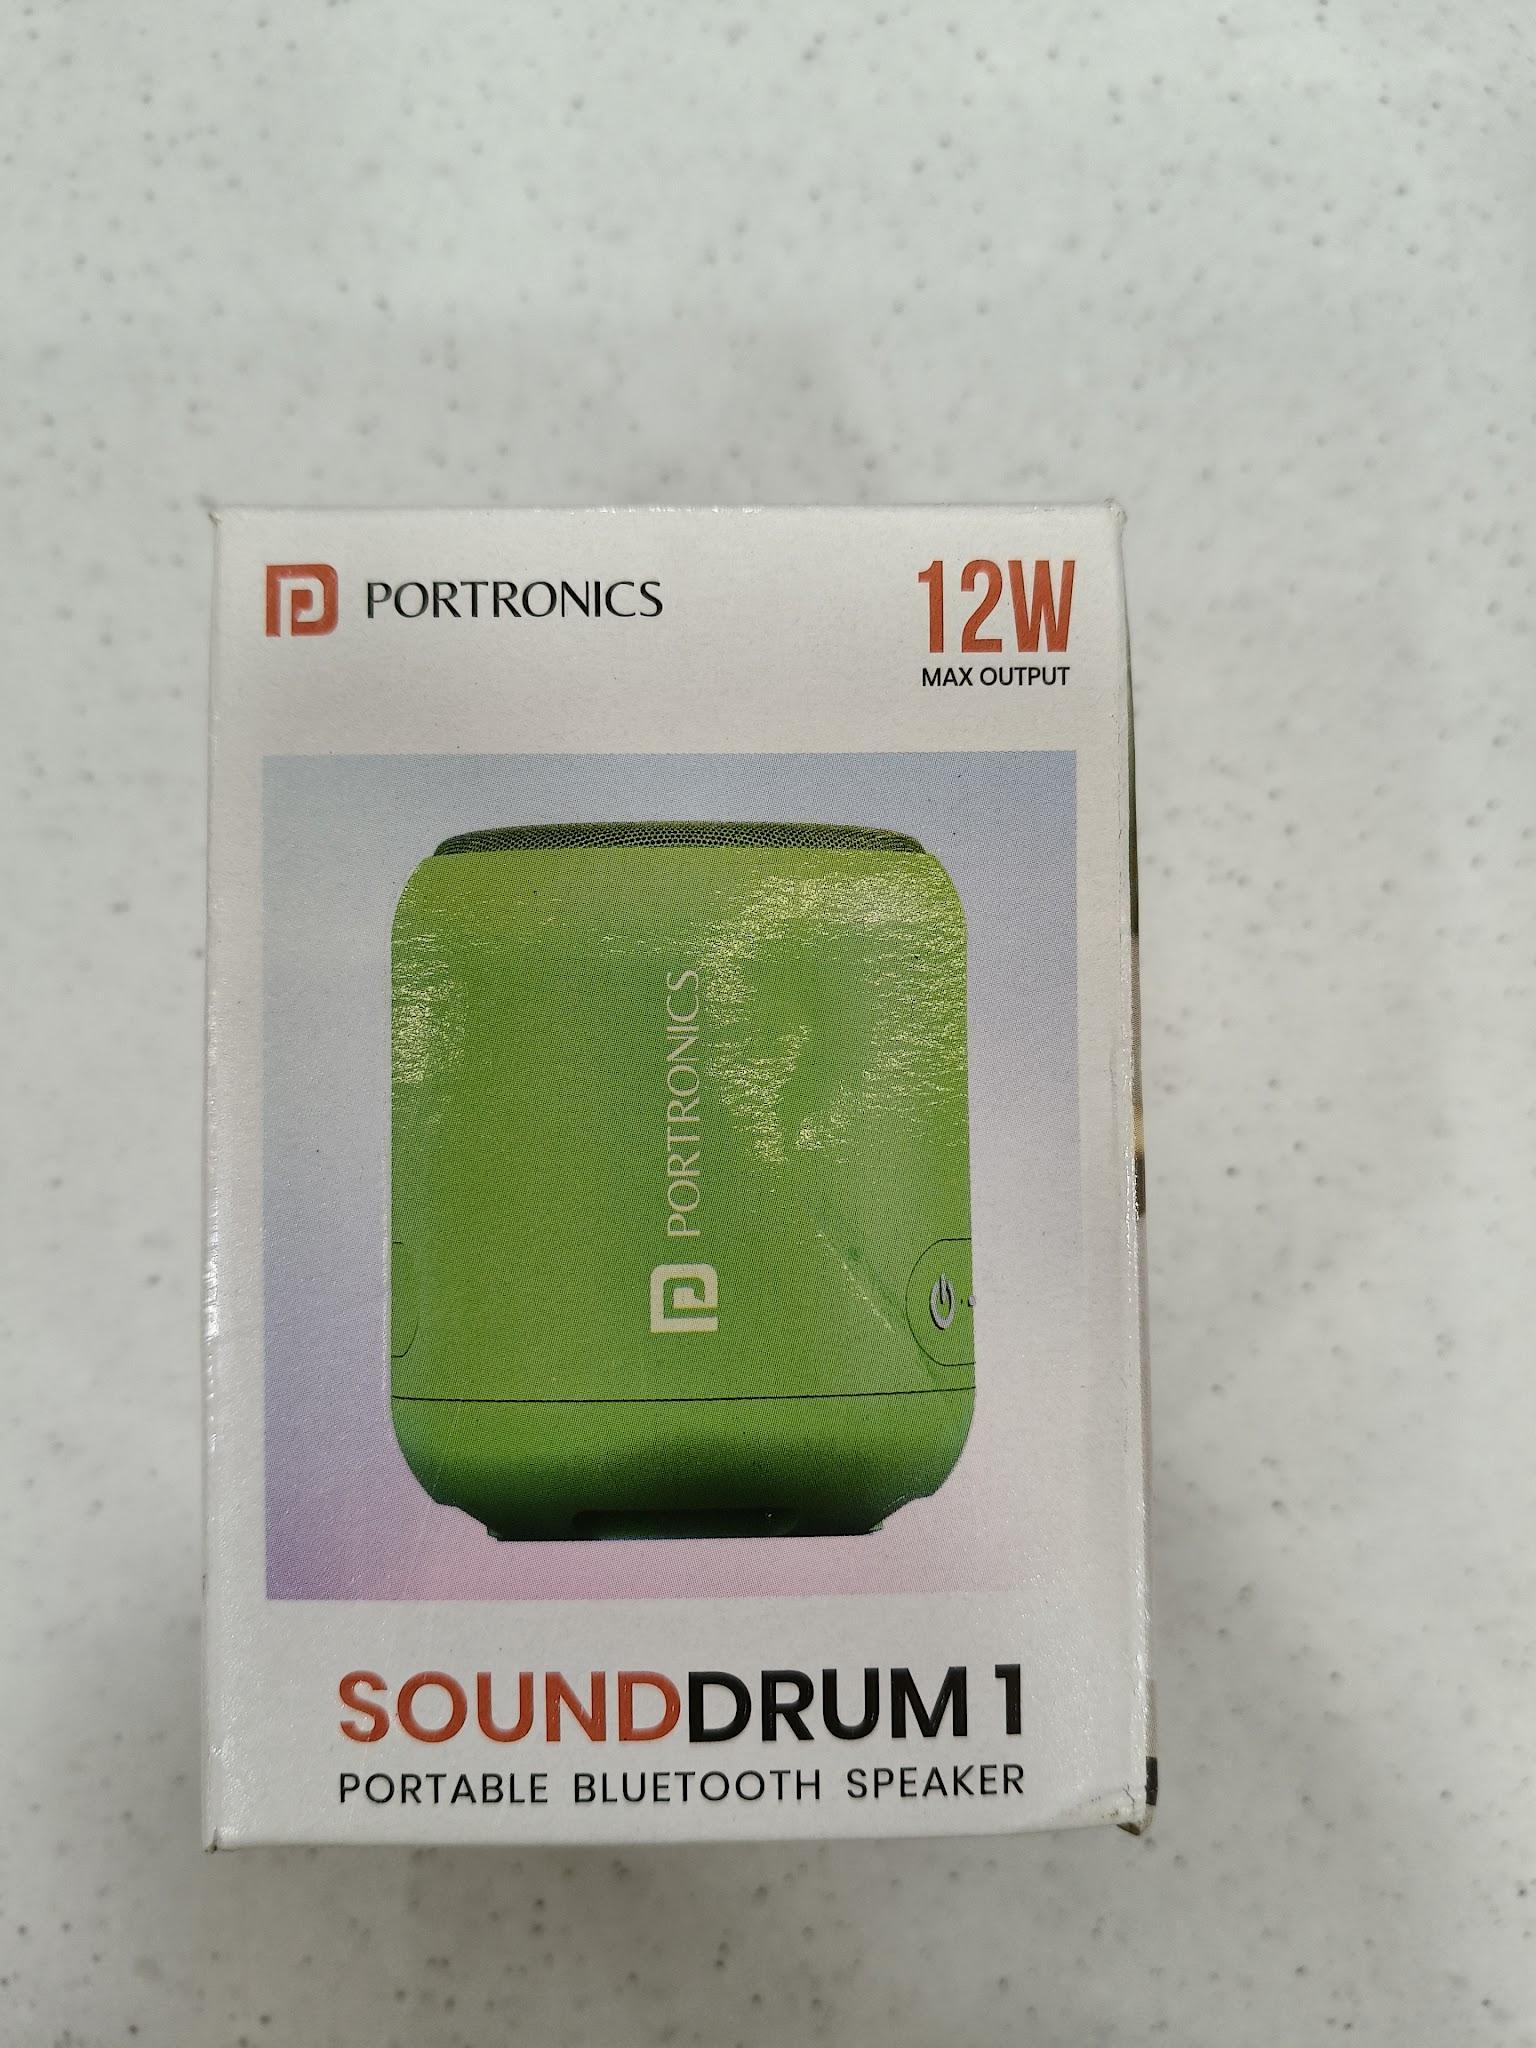 PORTRONICS
12W
MAX OUTPUT
PORTRONICS
SOUNDDRUM 1
PORTABLE BLUETOOTH SPEAKER